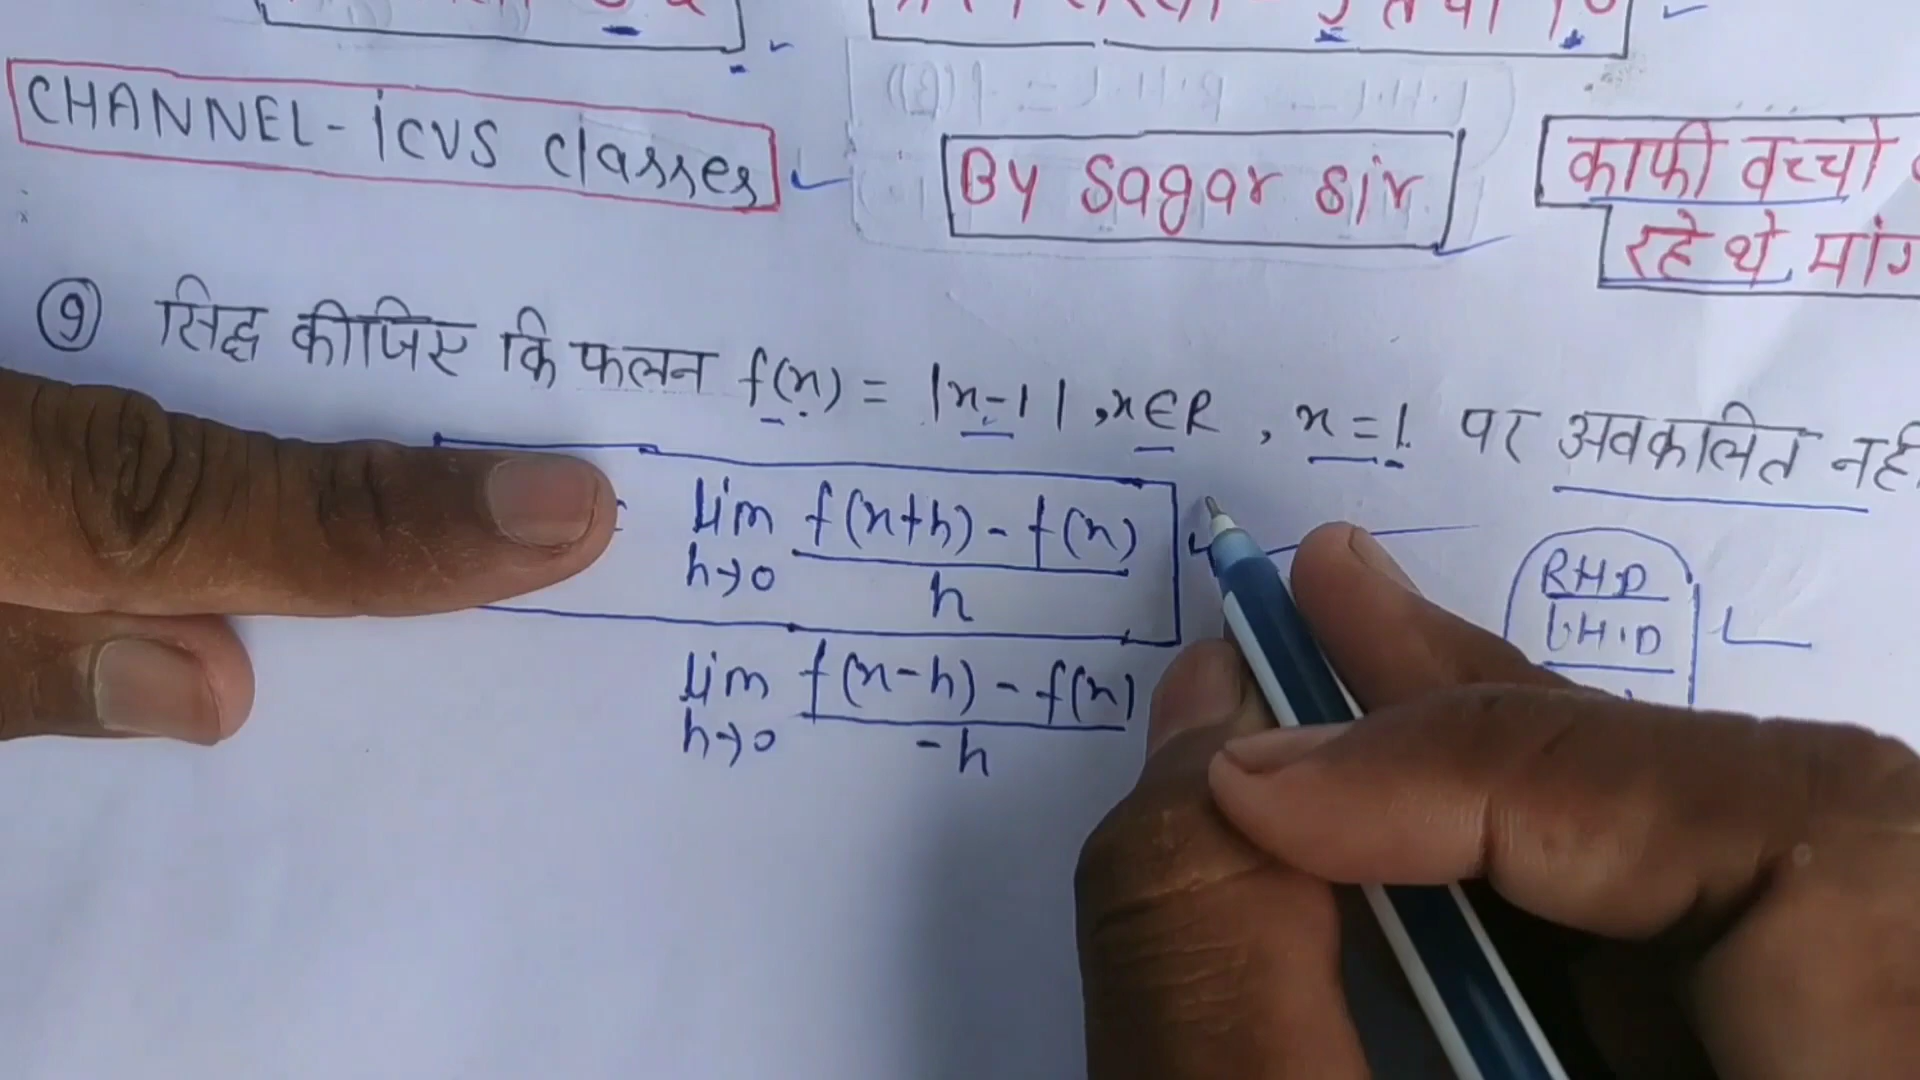 CHANNEL - iCVS Classes
By Sagar sir
काफी बच्चो
रहे थे मांग
⑨ सिद्ध कीजिए कि फलन f(x) = |x-1|, x∈R, x=1 पर अवकलित नही
lim f(x+h) - f(x)
h→0 h
RHD
LHD
lim f(x-h) - f(x)
h→0 -h